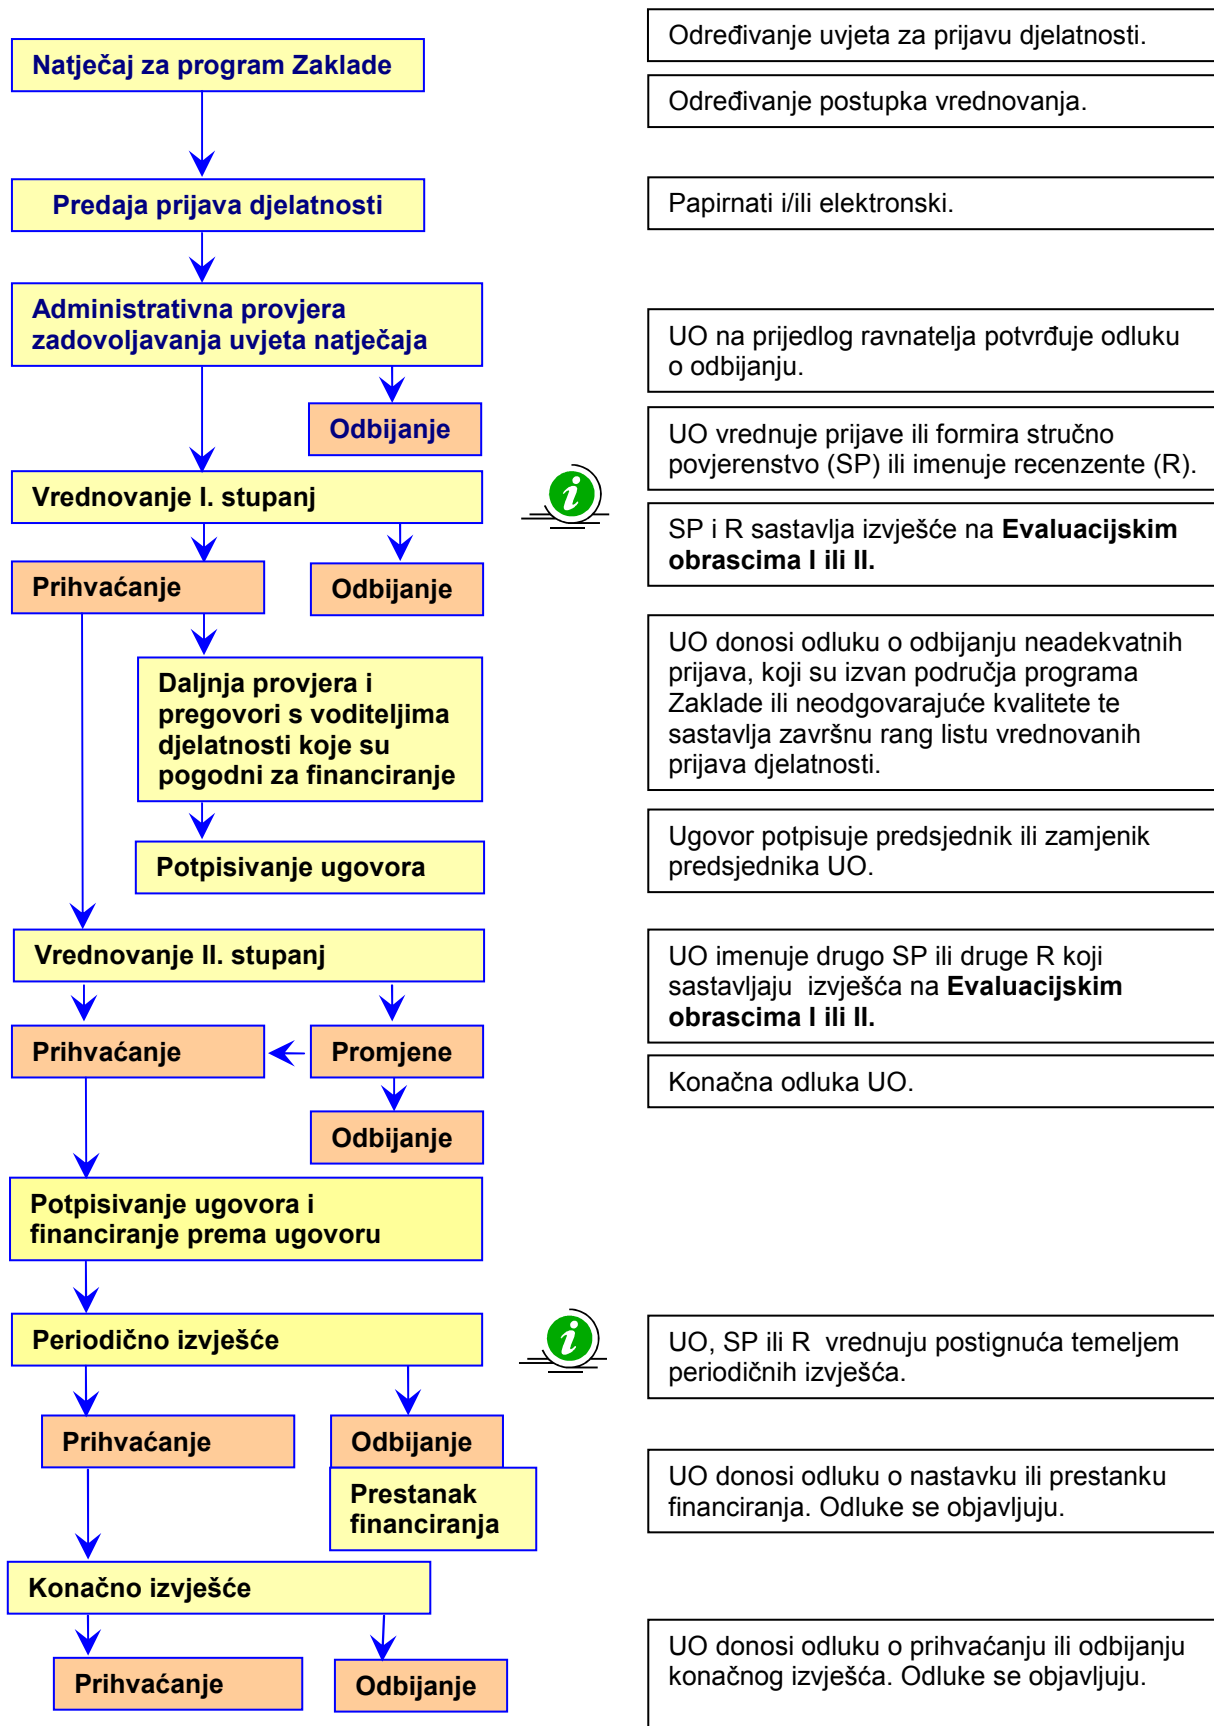 Određivanje uvjeta za prijavu djelatnosti.
Natječaj za program Zaklade
Određivanje postupka vrednovanja.
Predaja prijava djelatnosti
Papirnati i/ili elektronski.
Administrativna provjera
zadovoljavanja uvjeta natječaja
UO na prijedlog ravnatelja potvrđuje odluku
o odbijanju.
Odbijanje
UO vrednuje prijave ili formira stručno
povjerenstvo (SP) ili imenuje recenzente (R).
Vrednovanje I. stupanj
i
SP i R sastavlja izvješće na Evaluacijskim
obrascima I ili II.
Prihvaćanje
Odbijanje
UO donosi odluku o odbijanju neadekvatnih
prijava, koji su izvan područja programa
Zaklade ili neodgovarajuće kvalitete te
sastavlja završnu rang listu vrednovanih
prijava djelatnosti.
Daljnja provjera i
pregovori s voditeljima
djelatnosti koje su
pogodni za financiranje
Ugovor potpisuje predsjednik ili zamjenik
predsjednika UO.
Potpisivanje ugovora
Vrednovanje II. stupanj
UO imenuje drugo SP ili druge R koji
sastavljaju  izvješća na Evaluacijskim
obrascima I ili II.
Prihvaćanje
Promjene
Konačna odluka UO.
Odbijanje
Potpisivanje ugovora i
financiranje prema ugovoru
Periodično izvješće
i
UO, SP ili R  vrednuju postignuća temeljem
periodičnih izvješća.
Prihvaćanje
Odbijanje
Prestanak
financiranja
UO donosi odluku o nastavku ili prestanku
financiranja. Odluke se objavljuju.
Konačno izvješće
UO donosi odluku o prihvaćanju ili odbijanju
konačnog izvješća. Odluke se objavljuju.
Prihvaćanje
Odbijanje